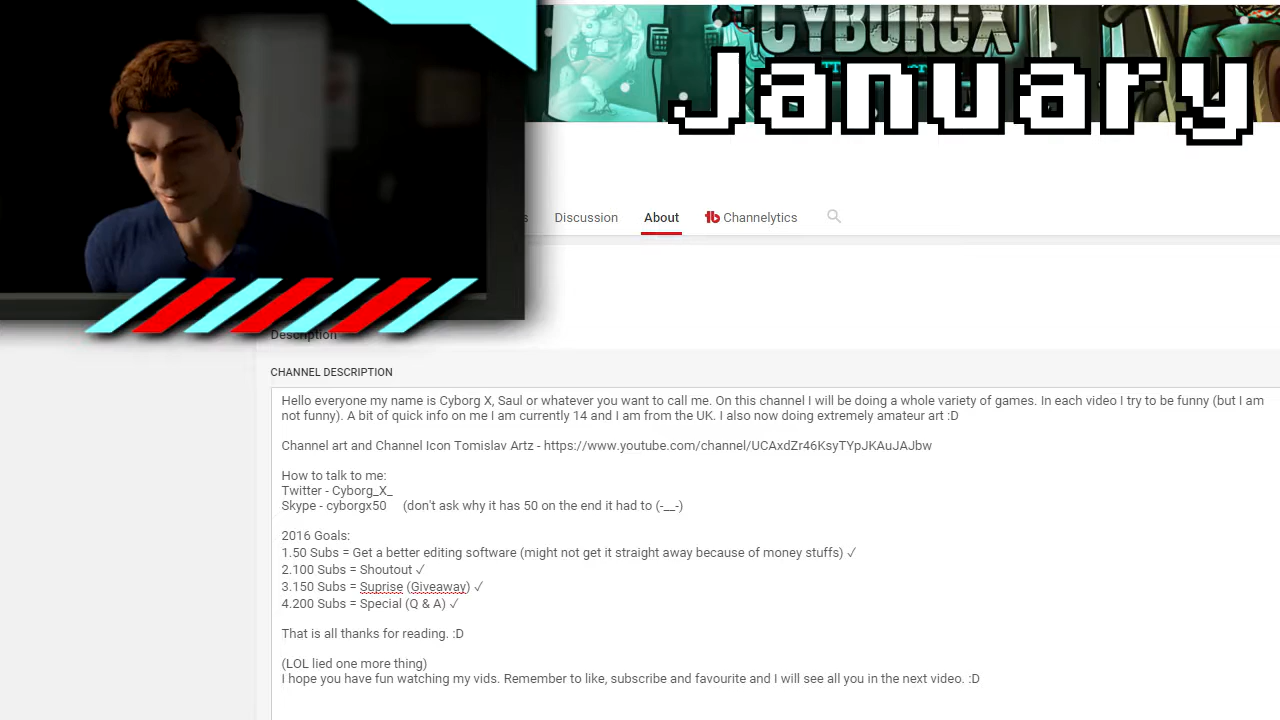 CYBORGX
January
s Discussion About Channelytics
Description
CHANNEL DESCRIPTION
Hello everyone my name is Cyborg X, Saul or whatever you want to call me. On this channel I will be doing a whole variety of games. In each video I try to be funny (but I am
not funny). A bit of quick info on me I am currently 14 and I am from the UK. I also now doing extremely amateur art :D
Channel art and Channel Icon Tomislav Artz - https://www.youtube.com/channel/UCAxdZr46KsyTYpJKAuJAJbw
How to talk to me:
Twitter - Cyborg_X_
Skype - cyborgx50 (don't ask why it has 50 on the end it had to (-__-)
2016 Goals:
1.50 Subs = Get a better editing software (might not get it straight away because of money stuffs) ✓
2.100 Subs = Shoutout ✓
3.150 Subs = Suprise (Giveaway) ✓
4.200 Subs = Special (Q & A) ✓
That is all thanks for reading. :D
(LOL lied one more thing)
I hope you have fun watching my vids. Remember to like, subscribe and favourite and I will see all you in the next video. :D